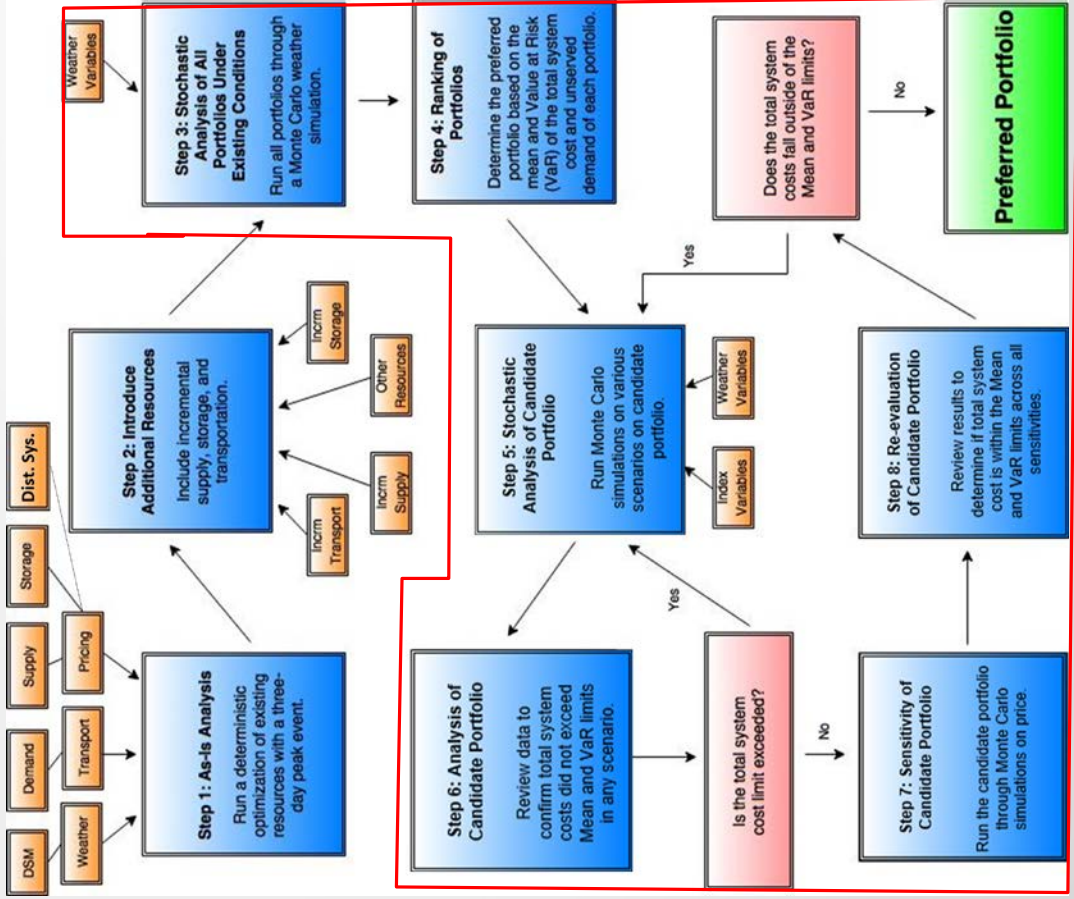 DSM
Demand
Supply
Storage
Dist. Sys.
Weather
Transport
Pricing
Step 1: As-Is Analysis
Run a deterministic
optimization of existing
resources with a three-
day peak event.
Step 2: Introduce
Additional Resources
Include incremental
supply, storage, and
transportation.
Incrm
Transport
Incrm
Supply
Other
Resources
Incrm
Storage
Weather
Variables
Step 3: Stochastic
Analysis of All
Portfolios Under
Existing Conditions
Run all portfolios through
a Monte Carlo weather
simulation.
Step 4: Ranking of
Portfolios
Determine the preferred
portfolio based on the
mean and Value at Risk
(VaR) of the total system
cost and unserved
demand of each portfolio.
Step 5: Stochastic
Analysis of Candidate
Portfolio
Run Monte Carlo
simulations on various
scenarios on candidate
portfolio.
Index
Variables
Weather
Variables
Step 6: Analysis of
Candidate Portfolio
Review data to
confirm total system
costs did not exceed
Mean and VaR limits
in any scenario.
Is the total system
cost limit exceeded?
Yes
No
Step 7: Sensitivity of
Candidate Portfolio
Run the candidate portfolio
through Monte Carlo
simulations on price.
Step 8: Re-evaluation
of Candidate Portfolio
Review results to
determine if total system
cost is within the Mean
and VaR limits across all
sensitivities.
Does the total system
costs fall outside of the
Mean and VaR limits?
Yes
No
Preferred Portfolio